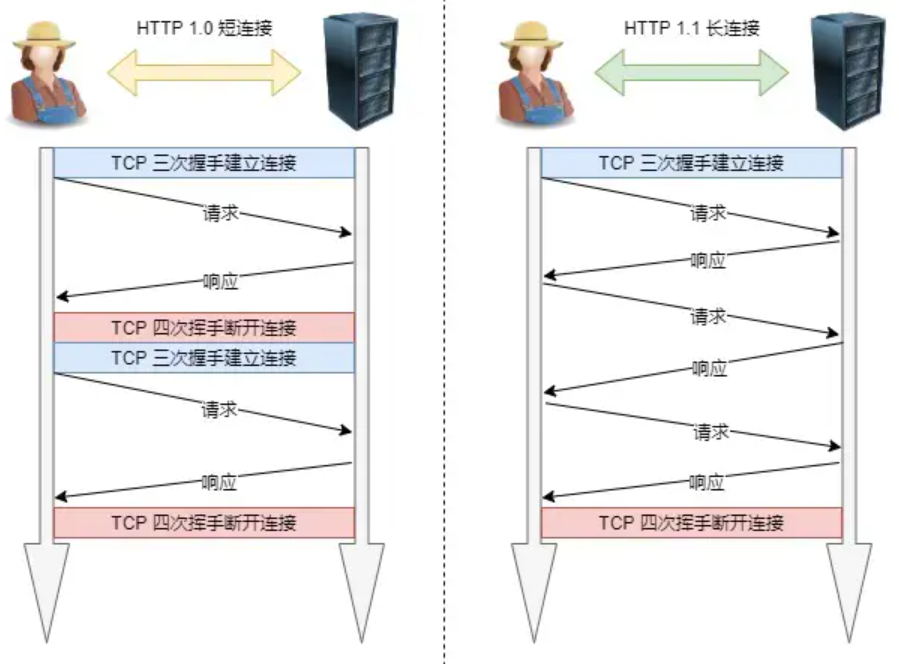 HTTP 1.0 短连接
TCP 三次握手建立连接
请求
响应
TCP 四次挥手断开连接
TCP 三次握手建立连接
请求
响应
TCP 四次挥手断开连接
HTTP 1.1 长连接
TCP 三次握手建立连接
请求
响应
请求
响应
请求
响应
TCP 四次挥手断开连接